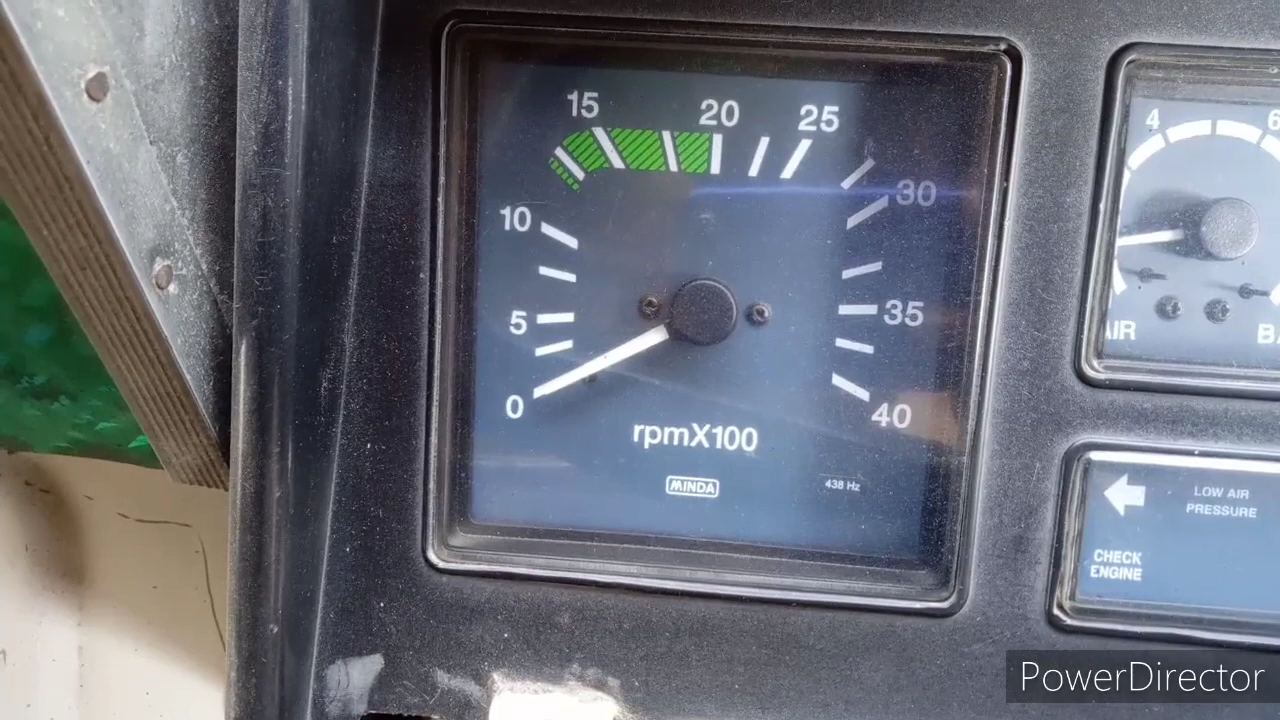 15
20
25
30
10
5
35
0
40
rpmX100
MINDA
438 Hz
4
6
LOW AIR
PRESSURE
CHECK
ENGINE
PowerDirector